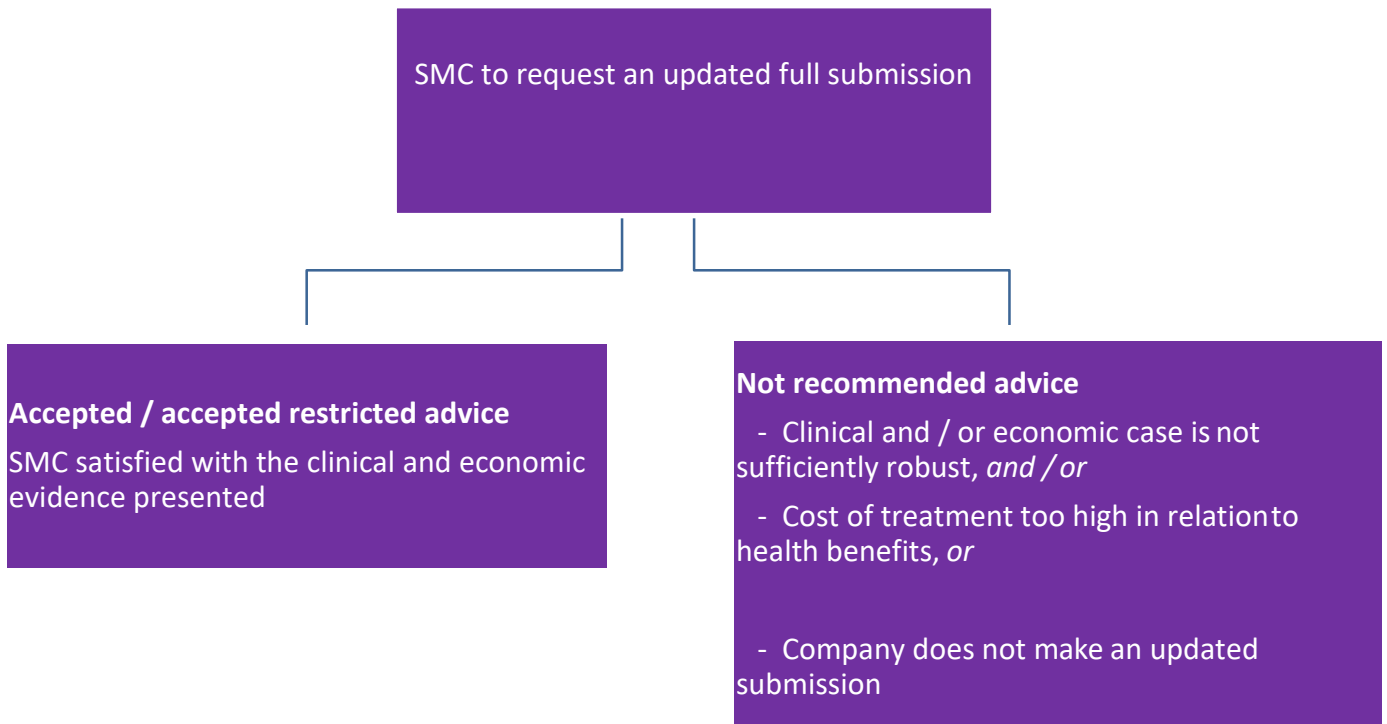 SMC to request an updated full submission
Accepted / accepted restricted advice
SMC satisfied with the clinical and economic
evidence presented
Not recommended advice
- Clinical and / or economic case is not
sufficiently robust, and / or
- Cost of treatment too high in relation to
health benefits, or
- Company does not make an updated
submission